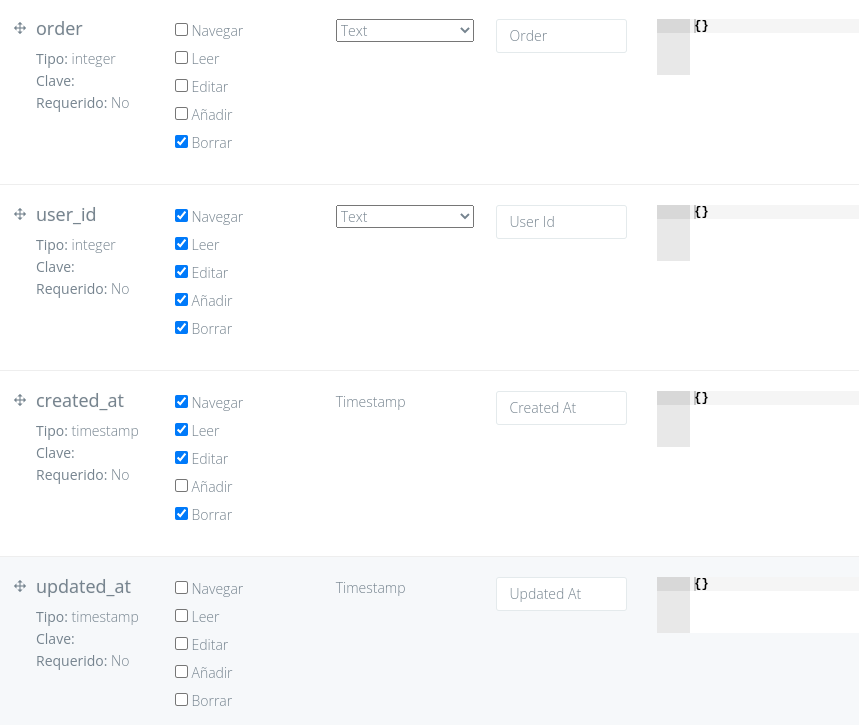 order
Tipo: integer
Clave:
Requerido: No
Navegar
Leer
Editar
Añadir
Borrar
Text
Order
{}
user_id
Tipo: integer
Clave:
Requerido: No
Navegar
Leer
Editar
Añadir
Borrar
Text
User Id
{}
created_at
Tipo: timestamp
Clave:
Requerido: No
Navegar
Leer
Editar
Añadir
Borrar
Timestamp
Created At
{}
updated_at
Tipo: timestamp
Clave:
Requerido: No
Navegar
Leer
Editar
Añadir
Borrar
Timestamp
Updated At
{}